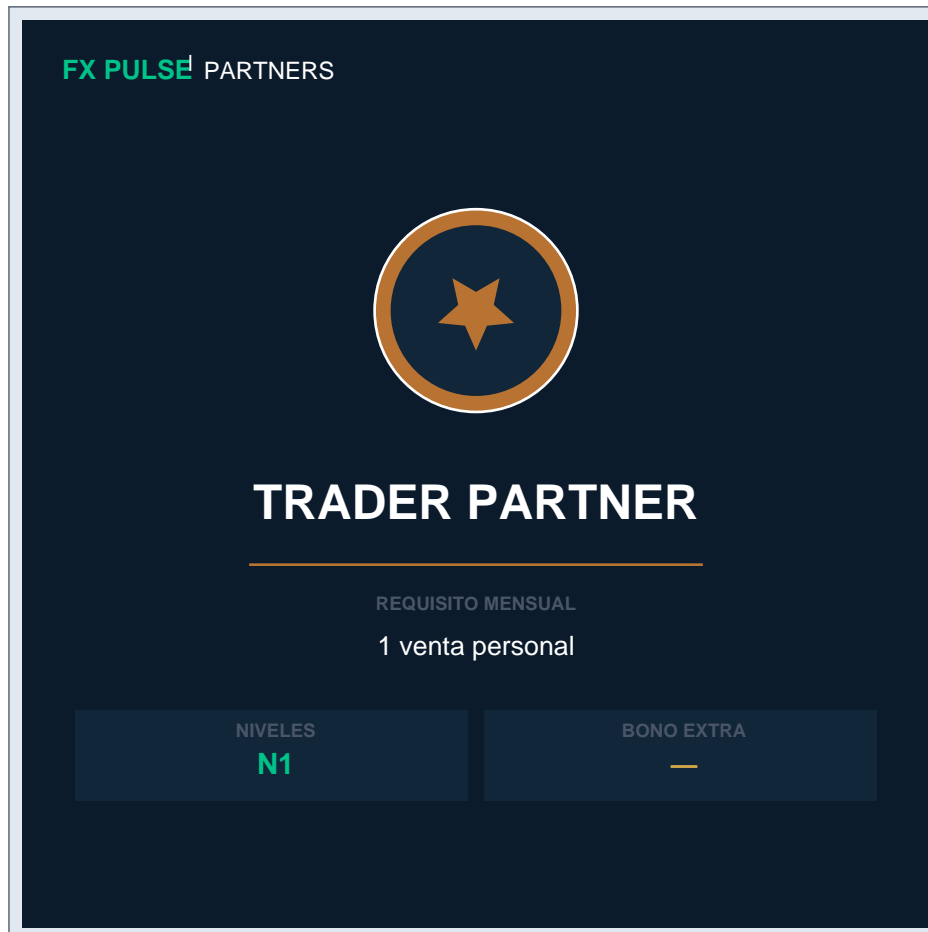 FX PULSE | PARTNERS
TRADER PARTNER
REQUISITO MENSUAL
1 venta personal
NIVELES
N1
BONO EXTRA
—